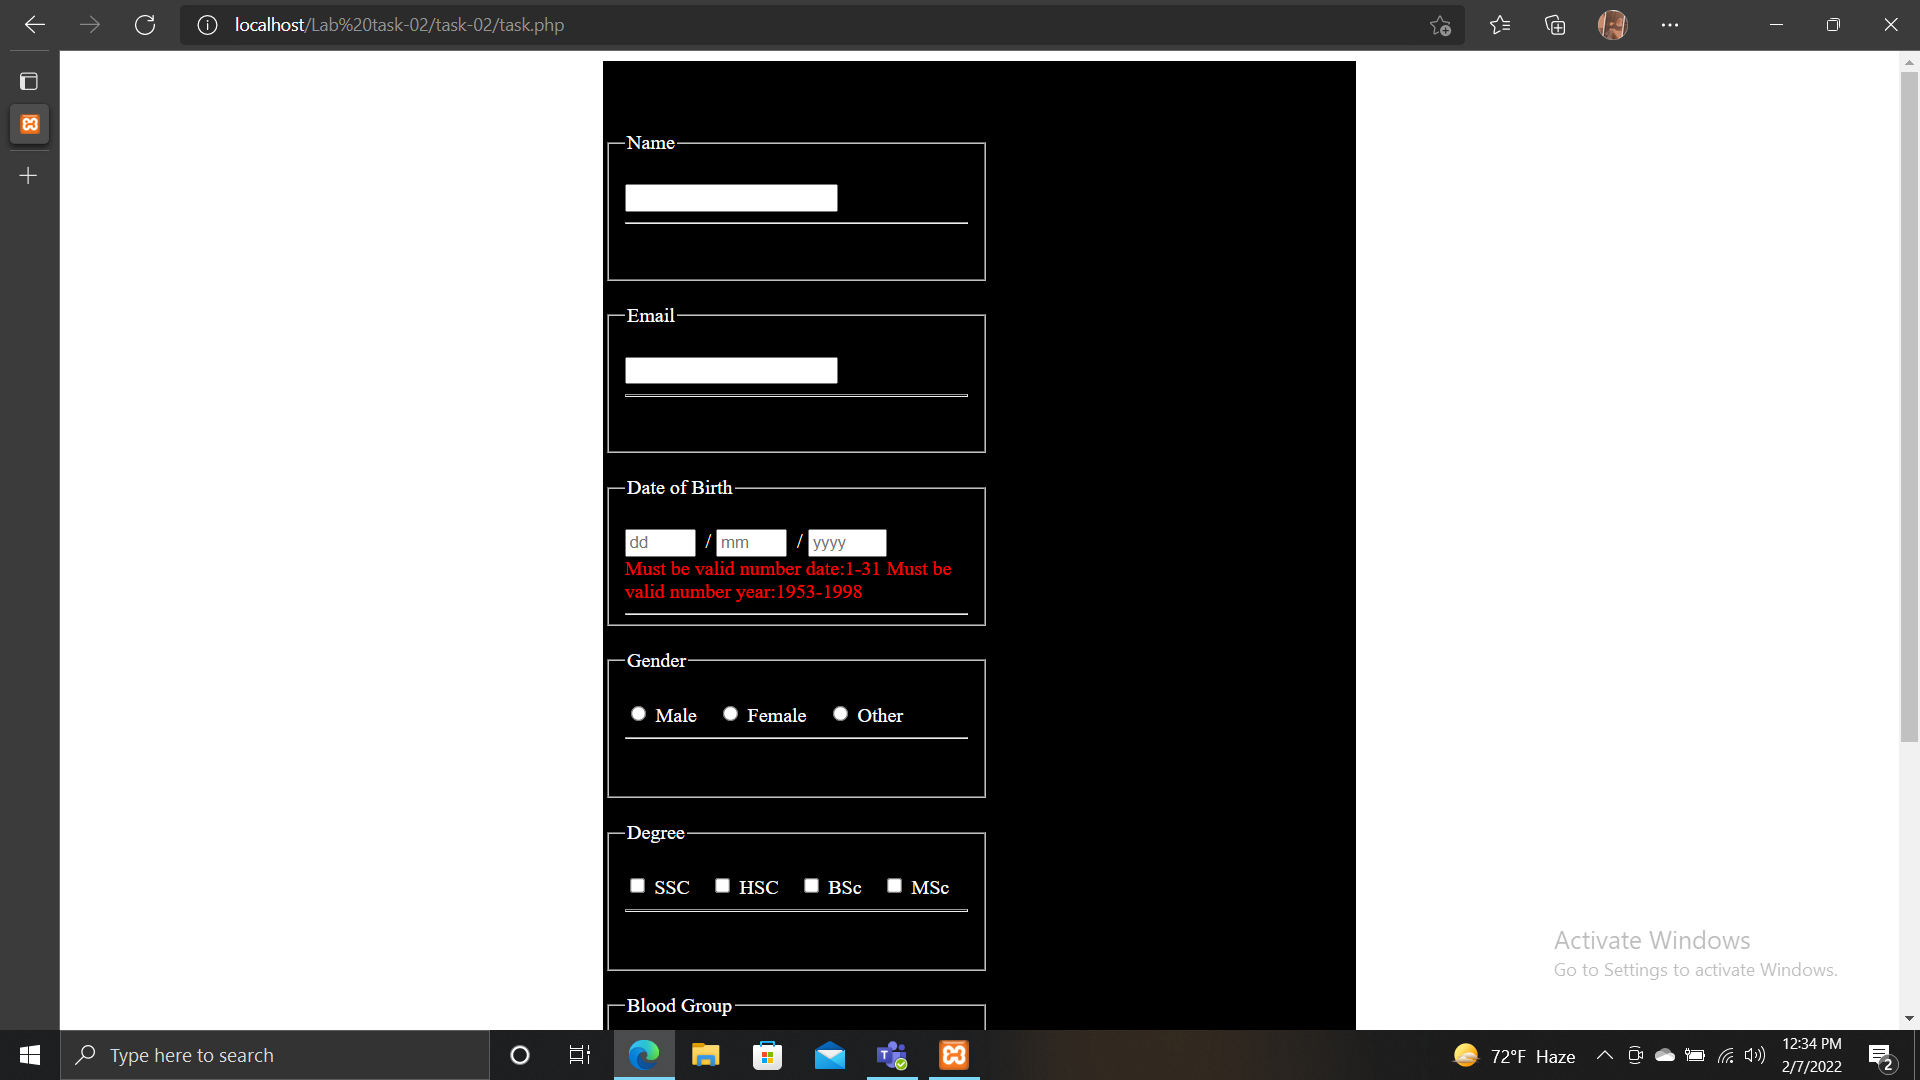 localhost/Lab%20task-02/task-02/task.php
Name
Email
Date of Birth
dd / mm / yyyy
Must be valid number date:1-31 Must be
valid number year:1953-1998
Gender
Male Female Other
Degree
SSC HSC BSc MSc
Blood Group
Activate Windows
Go to Settings to activate Windows.
Type here to search
72°F Haze
12:34 PM
2/7/2022
2